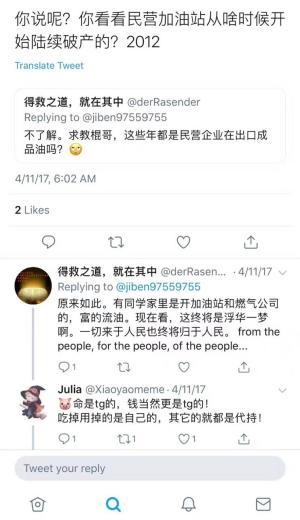 你说呢？你看看民营加油站从啥时候开
始陆续破产的？2012
Translate Tweet
得救之道，就在其中 @derRasender
Replying to @jiben97559755
不了解。求教棍哥，这些年都是民营企业在出口成
品油吗？🙄
4/11/17, 6:02 AM
2 Likes
得救之道，就在其中 @derRasen... · 4/11/17
Replying to @jiben97559755
原来如此。有同学家里是开加油站和燃气公司
的，富的流油。现在看，这终将是浮华一梦
啊。一切来于人民也终将归于人民。 from the
people, for the people, of the people...
1
Julia @Xiaoyaomeme · 4/11/17
🐷命是tg的，钱当然更是tg的！
吃掉用掉的是自己的，其它的就都是代持！
1 1 1
Tweet your reply